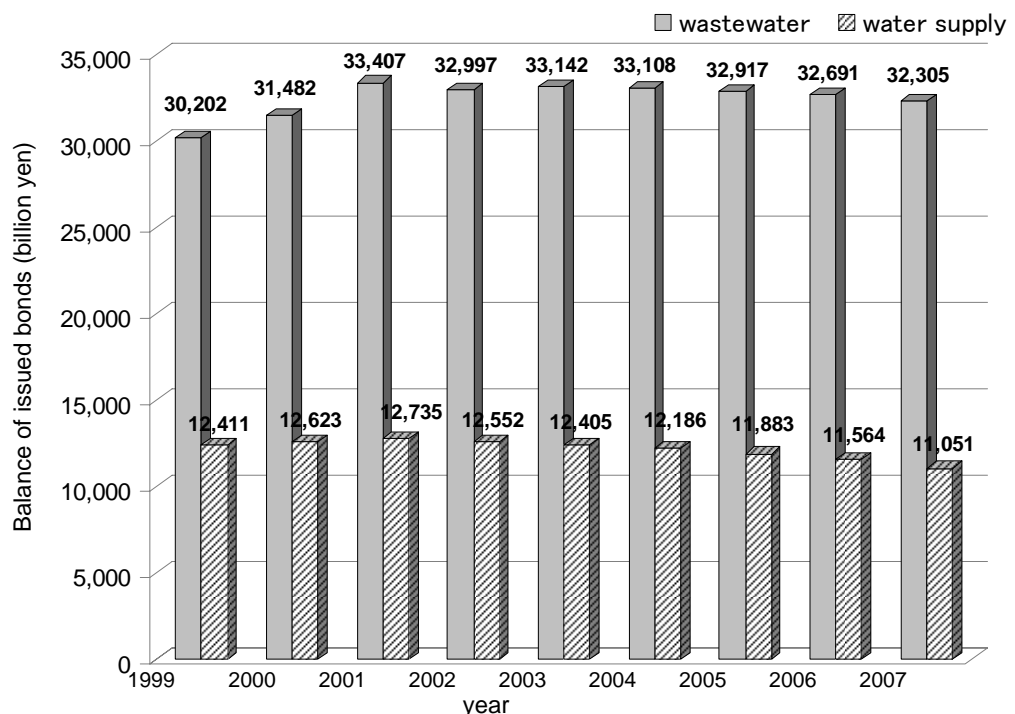 wastewater water supply
Balance of issued bonds (billion yen)
35,000
30,000
25,000
20,000
15,000
10,000
5,000
0
30,202 31,482 33,407 32,997 33,142 33,108 32,917 32,691 32,305
12,411 12,623 12,735 12,552 12,405 12,186 11,883 11,564 11,051
1999 2000 2001 2002 2003 2004 2005 2006 2007
year